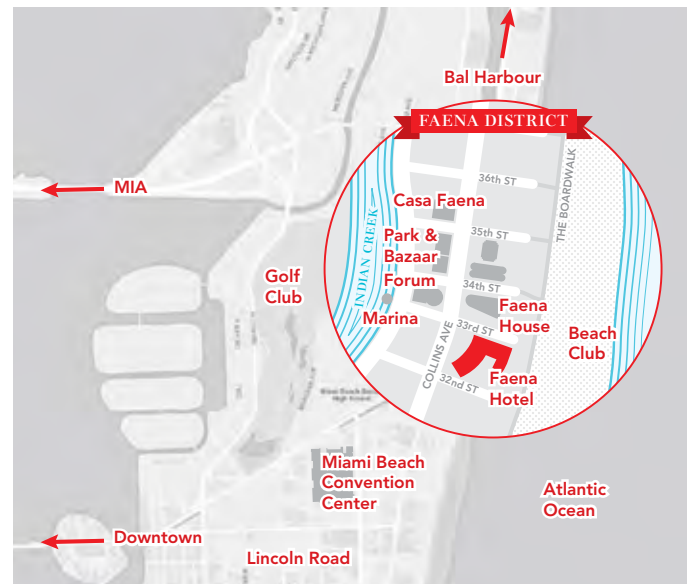 Bal Harbour
FAENA DISTRICT
36th ST
MIA
Casa Faena
THE BOARDWALK
35th ST
Park &
Bazaar
INDIAN CREEK
Golf
Club
Forum
34th ST
Marina
Faena
House
33rd ST
Beach
Club
COLLINS AVE
Faena
Hotel
32nd ST
Miami Beach
Convention
Center
Atlantic
Ocean
Downtown
Lincoln Road